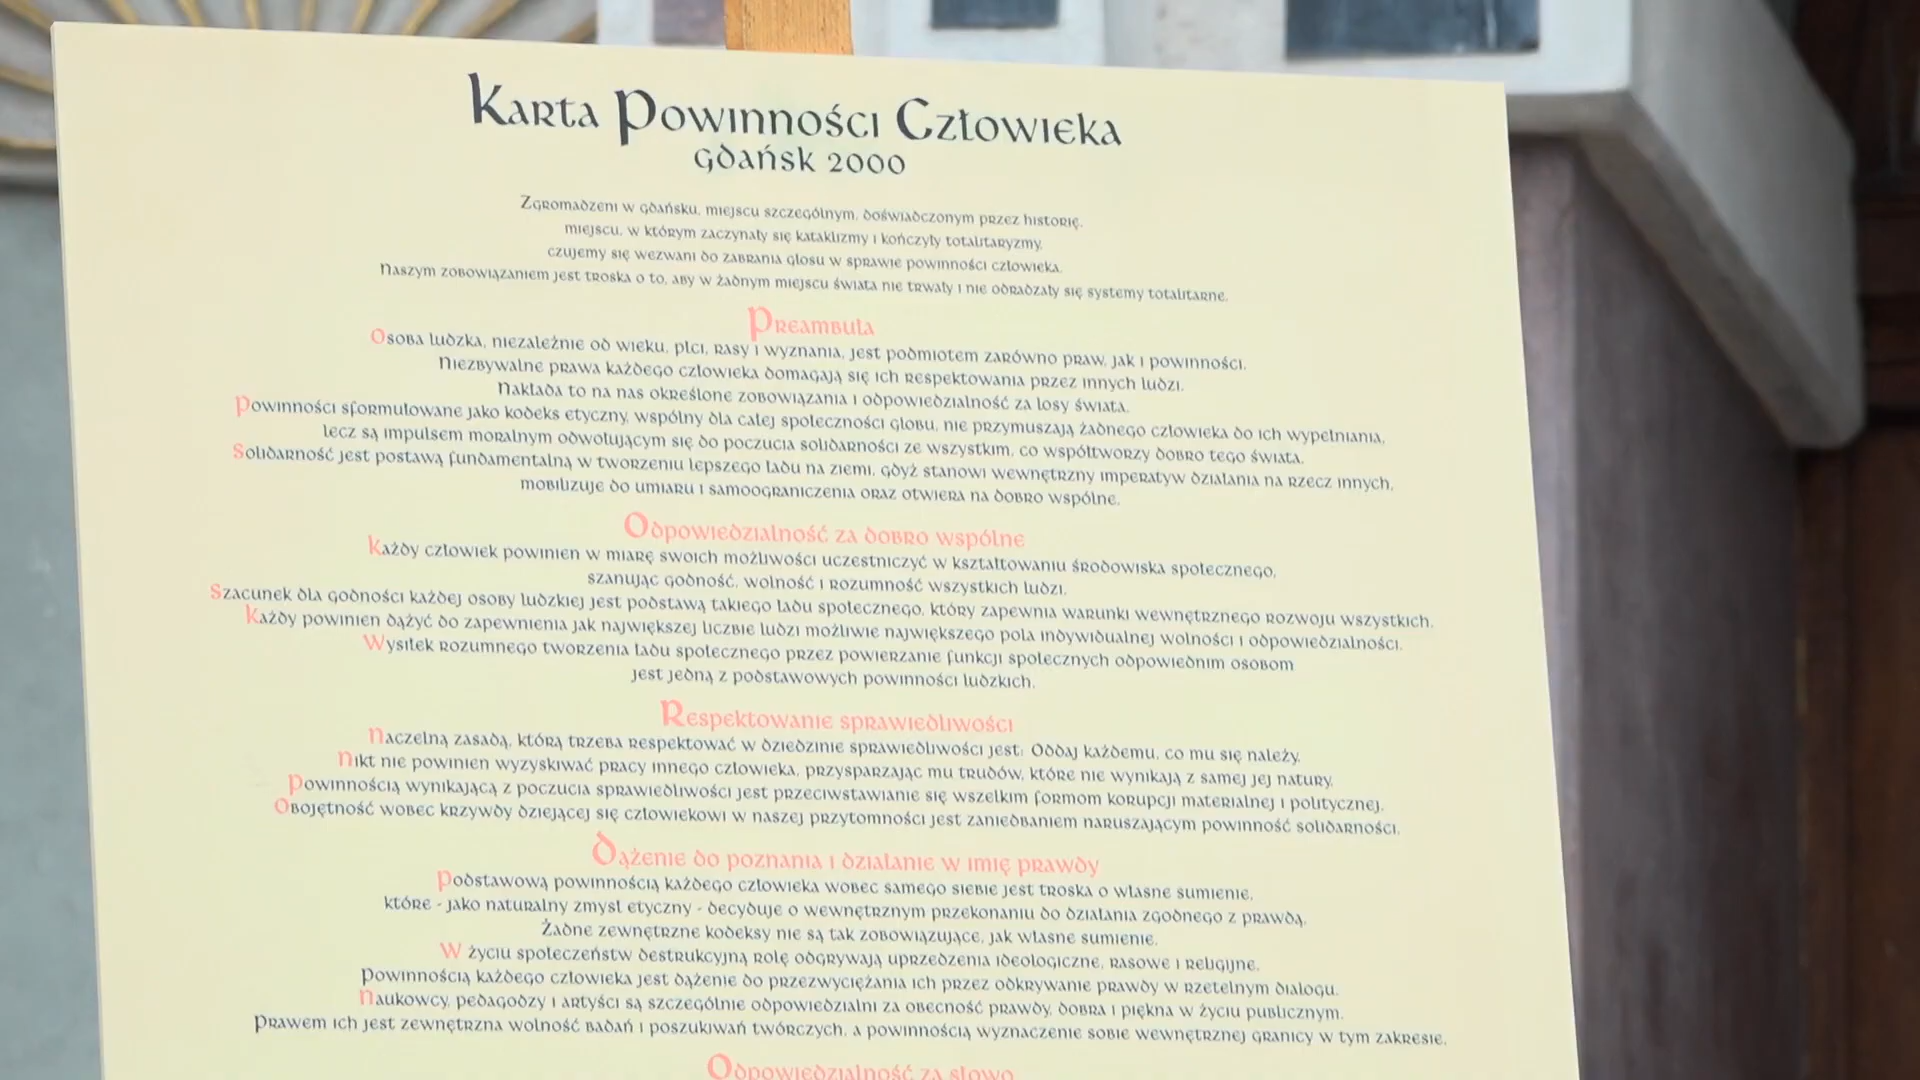 Karta Powinności Człowieka
Gdańsk 2000
Zgromadzeni w Gdańsku, miejscu szczególnym, doświadczonym przez historię,
miejscu, w którym zaczynały się kataklizmy i kończyły totalitaryzmy,
czujemy się wezwani do zabrania głosu w sprawie powinności człowieka.
Naszym zobowiązaniem jest troska o to, aby w żadnym miejscu świata nie trwały i nie odradzały się systemy totalitarne.
Preambuła
Osoba ludzka, niezależnie od wieku, płci, rasy i wyznania, jest podmiotem zarówno praw, jak i powinności.
Niezbywalne prawa każdego człowieka domagają się ich respektowania przez innych ludzi.
Nakłada to na nas określone zobowiązania i odpowiedzialność za losy świata.
Powinności sformułowane jako kodeks etyczny, wspólny dla całej społeczności globu, nie przymuszają żadnego człowieka do ich wypełniania,
lecz są impulsem moralnym odwołującym się do poczucia solidarności ze wszystkim, co współtworzy dobro tego świata.
Solidarność jest postawą fundamentalną w tworzeniu lepszego ładu na ziemi, gdyż stanowi wewnętrzny imperatyw działania na rzecz innych,
mobilizuje do umiaru i samoograniczenia oraz otwiera na dobro wspólne.
Odpowiedzialność za dobro wspólne
Każdy człowiek powinien w miarę swoich możliwości uczestniczyć w kształtowaniu środowiska społecznego,
szanując godność, wolność i rozumność wszystkich ludzi.
Szacunek dla godności każdej osoby ludzkiej jest podstawą takiego ładu społecznego, który zapewnia warunki wewnętrznego rozwoju wszystkich.
Każdy powinien dążyć do zapewnienia jak największej liczbie ludzi możliwie największego pola indywidualnej wolności i odpowiedzialności.
Wysiłek rozumnego tworzenia ładu społecznego przez powierzanie funkcji społecznych odpowiednim osobom
jest jedną z podstawowych powinności ludzkich.
Respektowanie sprawiedliwości
Naczelną zasadą, którą trzeba respektować w dziedzinie sprawiedliwości jest: Oddaj każdemu, co mu się należy.
Nikt nie powinien wyzyskiwać pracy innego człowieka, przysparzając mu trudów, które nie wynikają z samej jej natury.
Powinnością wynikającą z poczucia sprawiedliwości jest przeciwstawianie się wszelkim formom korupcji materialnej i politycznej.
Obojętność wobec krzywdy dziejącej się człowiekowi w naszej przytomności jest zaniedbaniem naruszającym powinność solidarności.
Dążenie do poznania i działanie w imię prawdy
Podstawową powinnością każdego człowieka wobec samego siebie jest troska o własne sumienie,
które - jako naturalny zmysł etyczny - decyduje o wewnętrznym przekonaniu do działania zgodnego z prawdą.
Żadne zewnętrzne kodeksy nie są tak zobowiązujące, jak własne sumienie.
W życiu społeczeństw destrukcyjną rolę odgrywają uprzedzenia ideologiczne, rasowe i religijne.
Powinnością każdego człowieka jest dążenie do przezwyciężania ich przez odkrywanie prawdy w rzetelnym dialogu.
Naukowcy, pedagodzy i artyści są szczególnie odpowiedzialni za obecność prawdy, dobra i piękna w życiu publicznym.
Prawem ich jest zewnętrzna wolność badań i poszukiwań twórczych, a powinnością wyznaczenie sobie wewnętrznej granicy w tym zakresie.
Odpowiedzialność za słowo